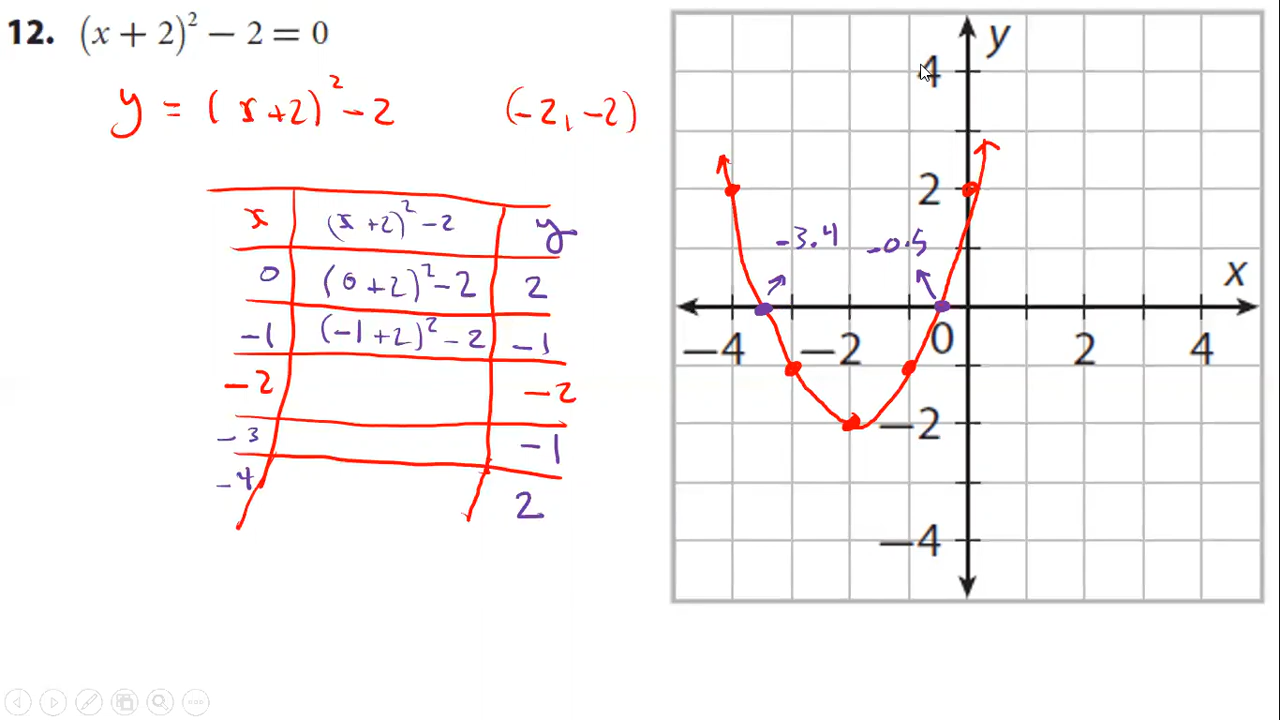 12. (x + 2)² − 2 = 0
y = (x+2)² -2
(-2, -2)
x (x+2)² -2 y
0 (0+2)² -2 2
-1 (-1+2)² -2 -1
-2 -2
-3 -1
-4 2
y
4
2
-3.4 -0.5
x
−4 −2 0 2 4
−2
−4